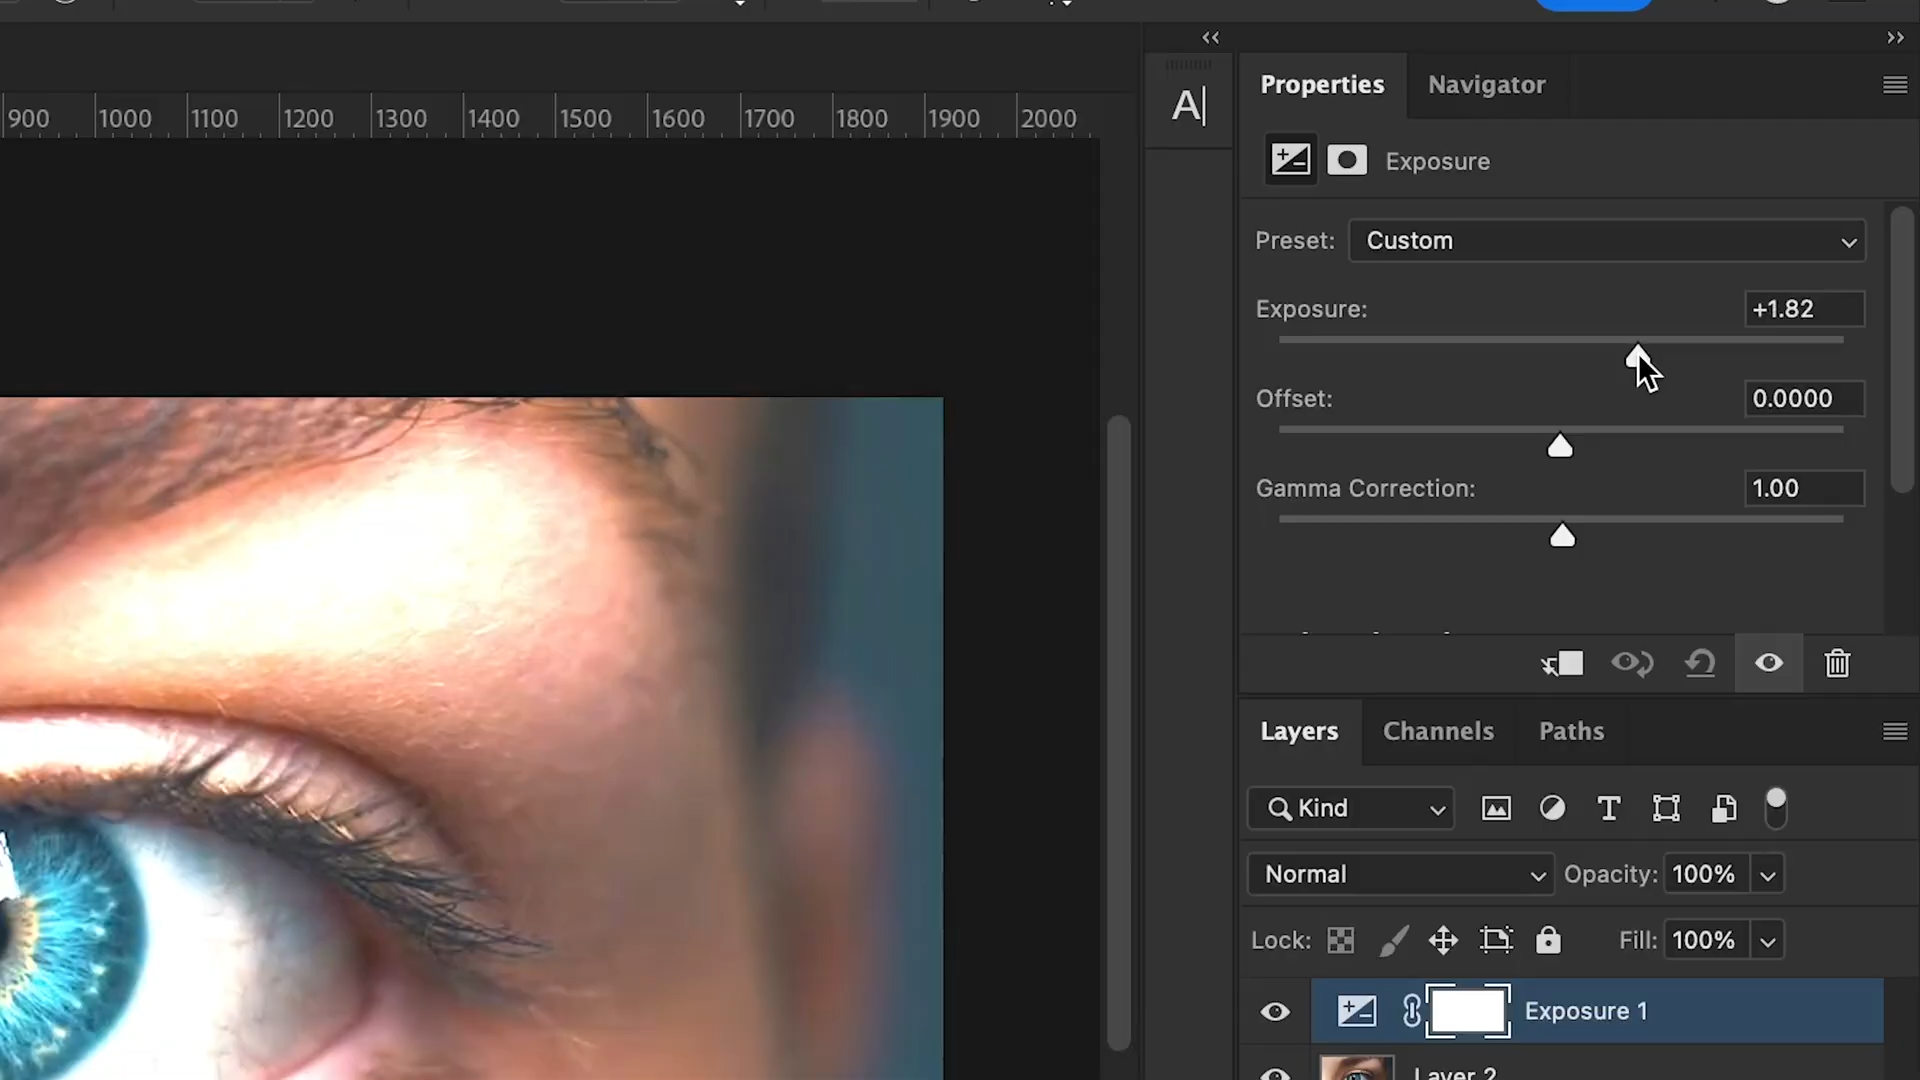 900 1000 1100 1200 1300 1400 1500 1600 1700 1800 1900 2000
A
Properties Navigator
Exposure
Preset: Custom
Exposure: +1.82
Offset: 0.0000
Gamma Correction: 1.00
Layers Channels Paths
Kind
Normal Opacity: 100%
Lock: Fill: 100%
Exposure 1
Layer 2